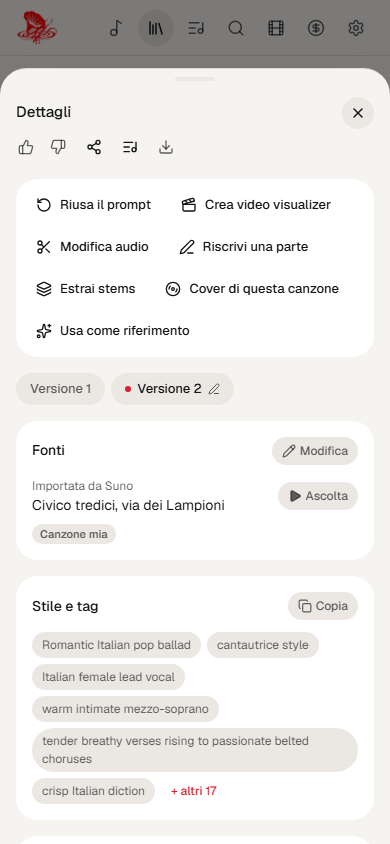 Dettagli
Riusa il prompt
Crea video visualizer
Modifica audio
Riscrivi una parte
Estrai stems
Cover di questa canzone
Usa come riferimento
Versione 1
Versione 2
Fonti
Modifica
Importata da Suno
Civico tredici, via dei Lampioni
Ascolta
Canzone mia
Stile e tag
Copia
Romantic Italian pop ballad
cantautrice style
Italian female lead vocal
warm intimate mezzo-soprano
tender breathy verses rising to passionate belted
choruses
crisp Italian diction
+ altri 17